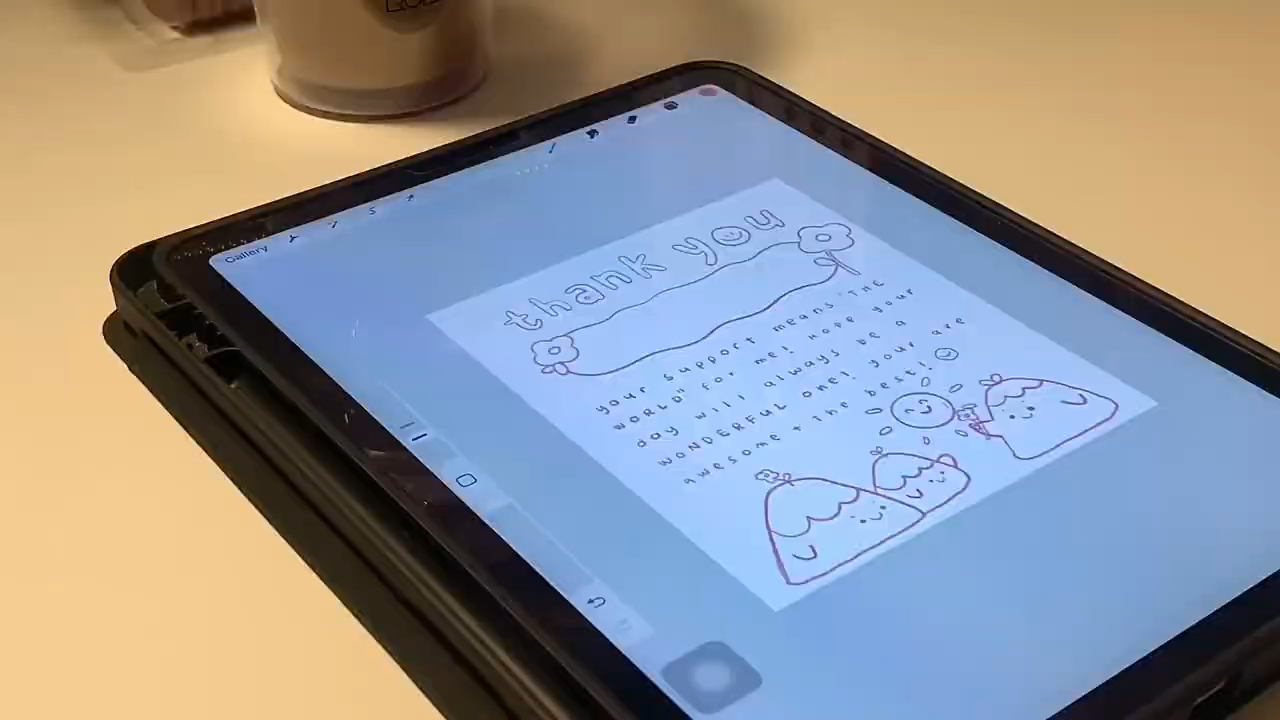 Gallery
thank you
your support means "THE
WORLD" for me! HOPE your
day will always be a
WONDERFUL one! your are
awesome + the best!